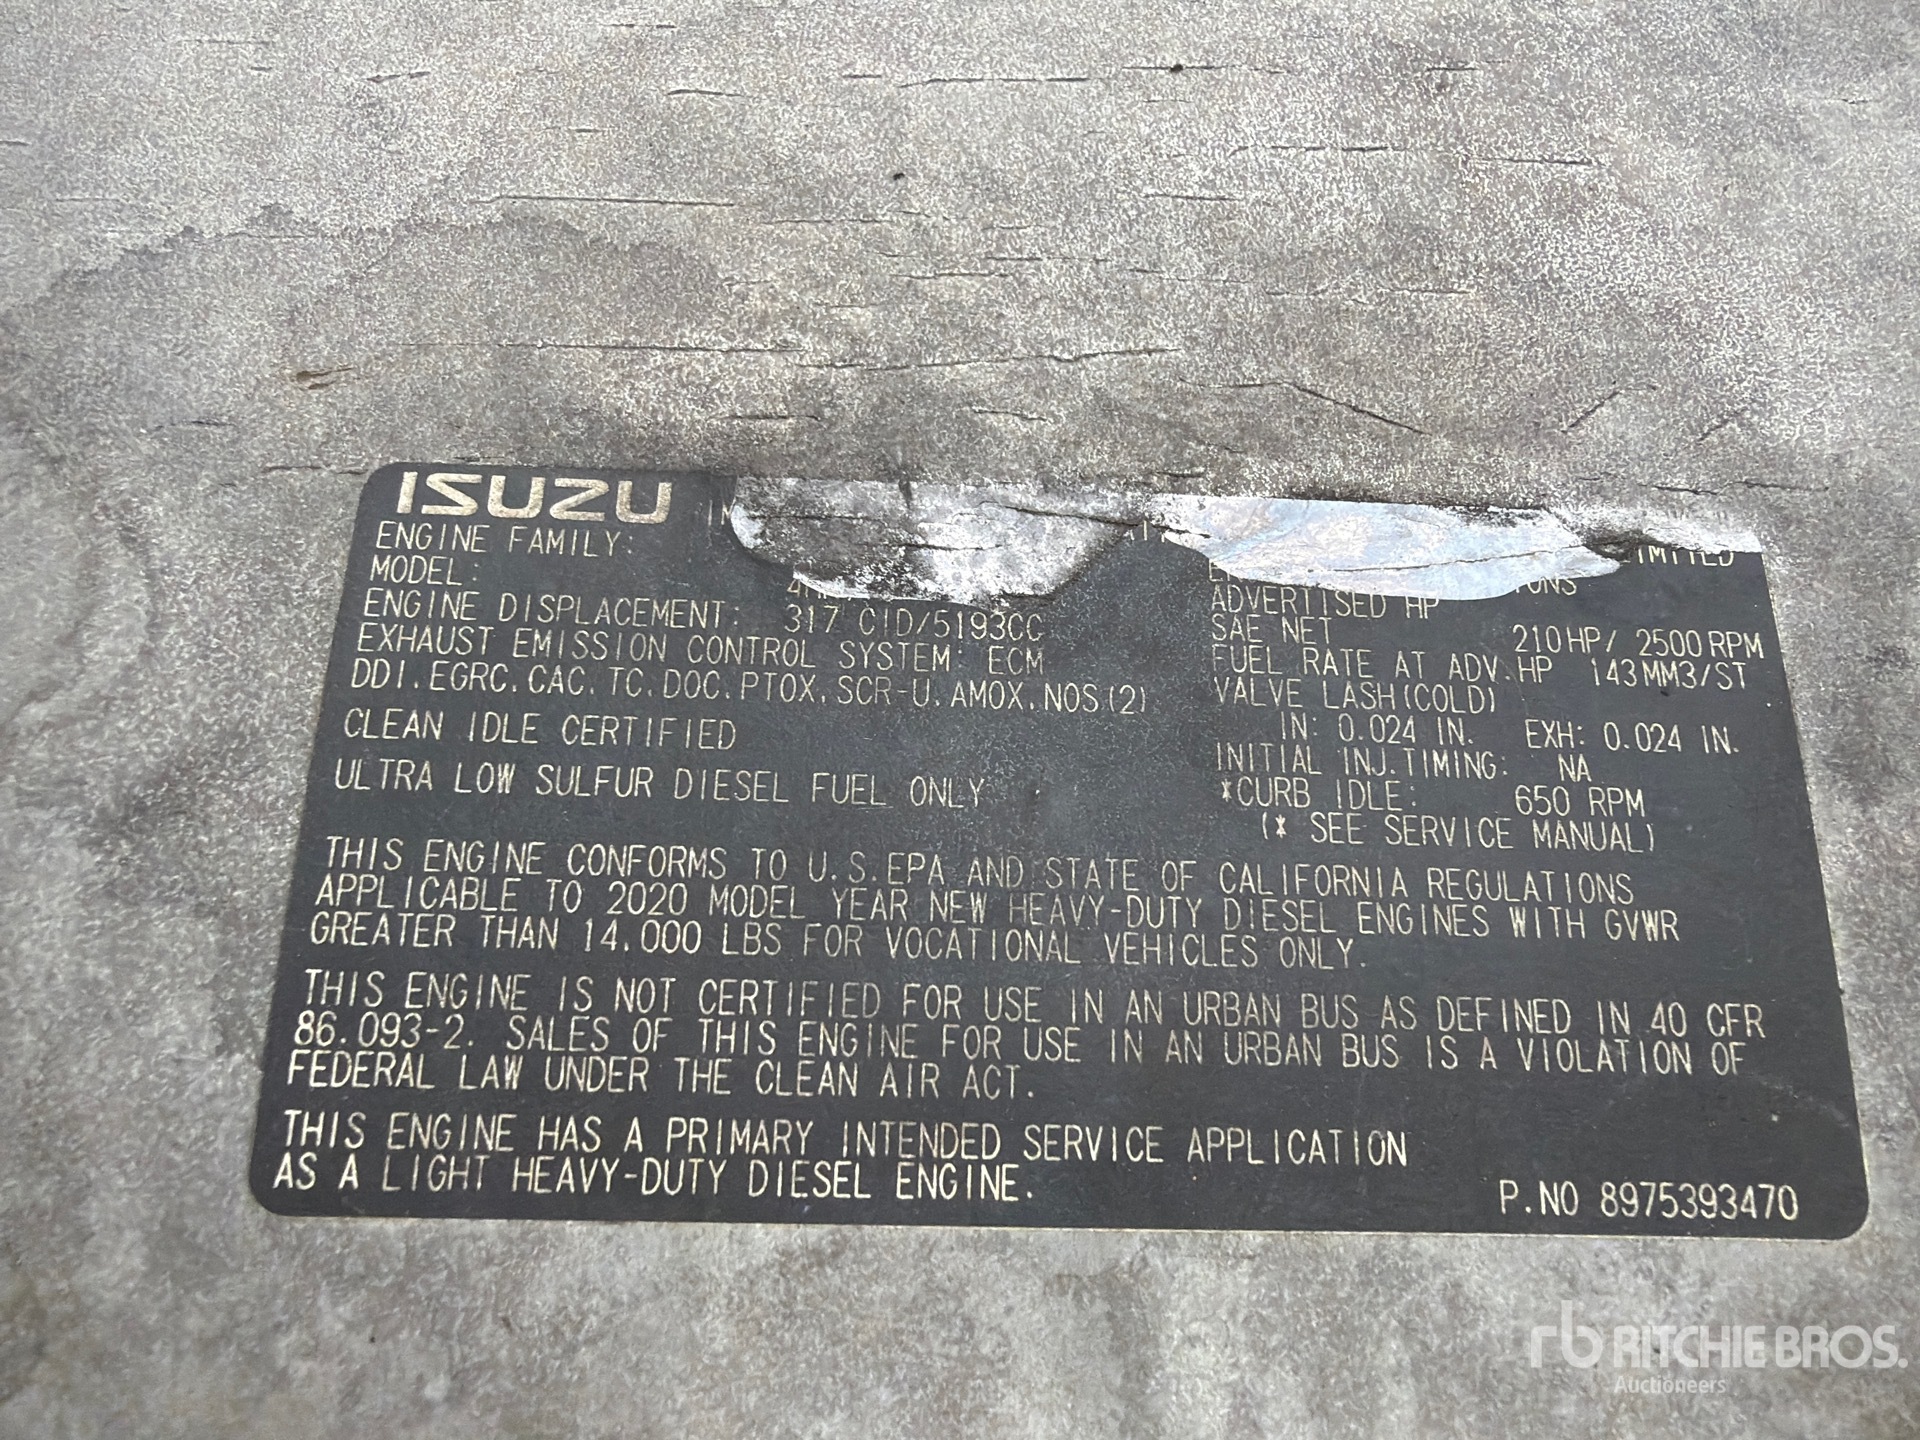 ISUZU
ENGINE FAMILY:
MODEL:
ENGINE DISPLACEMENT: 317 CID/5193CC
EXHAUST EMISSION CONTROL SYSTEM: ECM
DDI.EGRC.CAC.TC.DOC.PTOX.SCR-U.AMOX.NOS(2)
CLEAN IDLE CERTIFIED
ULTRA LOW SULFUR DIESEL FUEL ONLY
ADVERTISED HP
SAE NET 210HP/ 2500RPM
FUEL RATE AT ADV.HP 143MM3/ST
VALVE LASH(COLD)
IN: 0.024 IN. EXH: 0.024 IN.
INITIAL INJ.TIMING: NA
*CURB IDLE: 650 RPM
(* SEE SERVICE MANUAL)
THIS ENGINE CONFORMS TO U.S.EPA AND STATE OF CALIFORNIA REGULATIONS
APPLICABLE TO 2020 MODEL YEAR NEW HEAVY-DUTY DIESEL ENGINES WITH GVWR
GREATER THAN 14.000 LBS FOR VOCATIONAL VEHICLES ONLY.
THIS ENGINE IS NOT CERTIFIED FOR USE IN AN URBAN BUS AS DEFINED IN 40 CFR
86.093-2. SALES OF THIS ENGINE FOR USE IN AN URBAN BUS IS A VIOLATION OF
FEDERAL LAW UNDER THE CLEAN AIR ACT.
THIS ENGINE HAS A PRIMARY INTENDED SERVICE APPLICATION
AS A LIGHT HEAVY-DUTY DIESEL ENGINE.
P.NO 8975393470
rb RITCHIE BROS.
Auctioneers